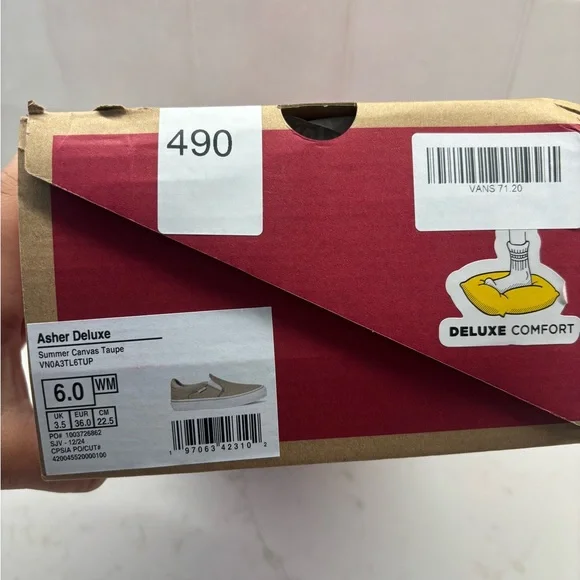 490
VANS 71.20
DELUXE COMFORT
Asher Deluxe
Summer Canvas Taupe
VN0A3TL6TUP
6.0 WM
UK EUR CM
3.5 36.0 22.5
PO# 1003726862
SJV - 12/24
CPSIA PO/CUT#
420045520000100
1 97063 42310 2